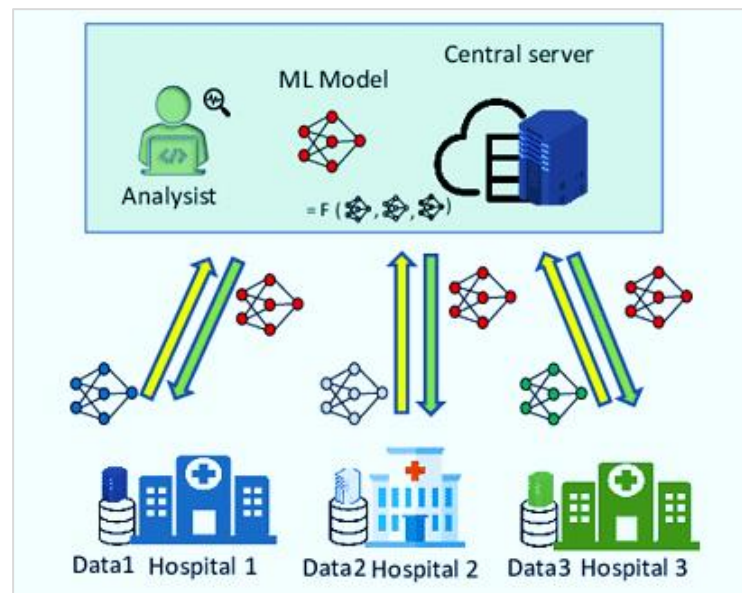 Central server
ML Model
Analysist
</>
= F ( , , )
Data1 Hospital 1
Data2 Hospital 2
Data3 Hospital 3